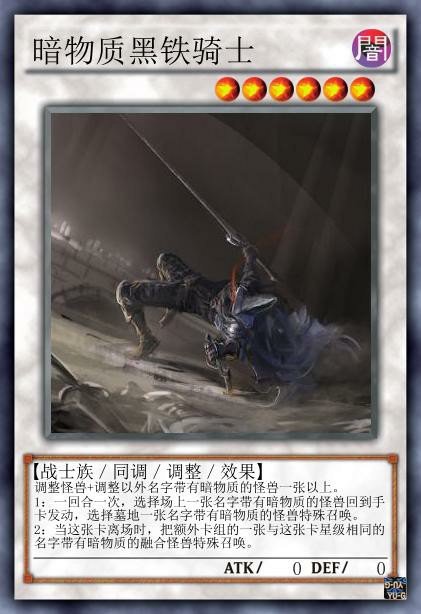 暗物质黑铁骑士
闇
【战士族／同调／调整／效果】
调整怪兽+调整以外名字带有暗物质的怪兽一张以上。
1：一回合一次，选择场上一张名字带有暗物质的怪兽回到手
卡发动，选择墓地一张名字带有暗物质的怪兽特殊召唤。
2：当这张卡离场时，把额外卡组的一张与这张卡星级相同的
名字带有暗物质的融合怪兽特殊召唤。
ATK/ 0 DEF/ 0